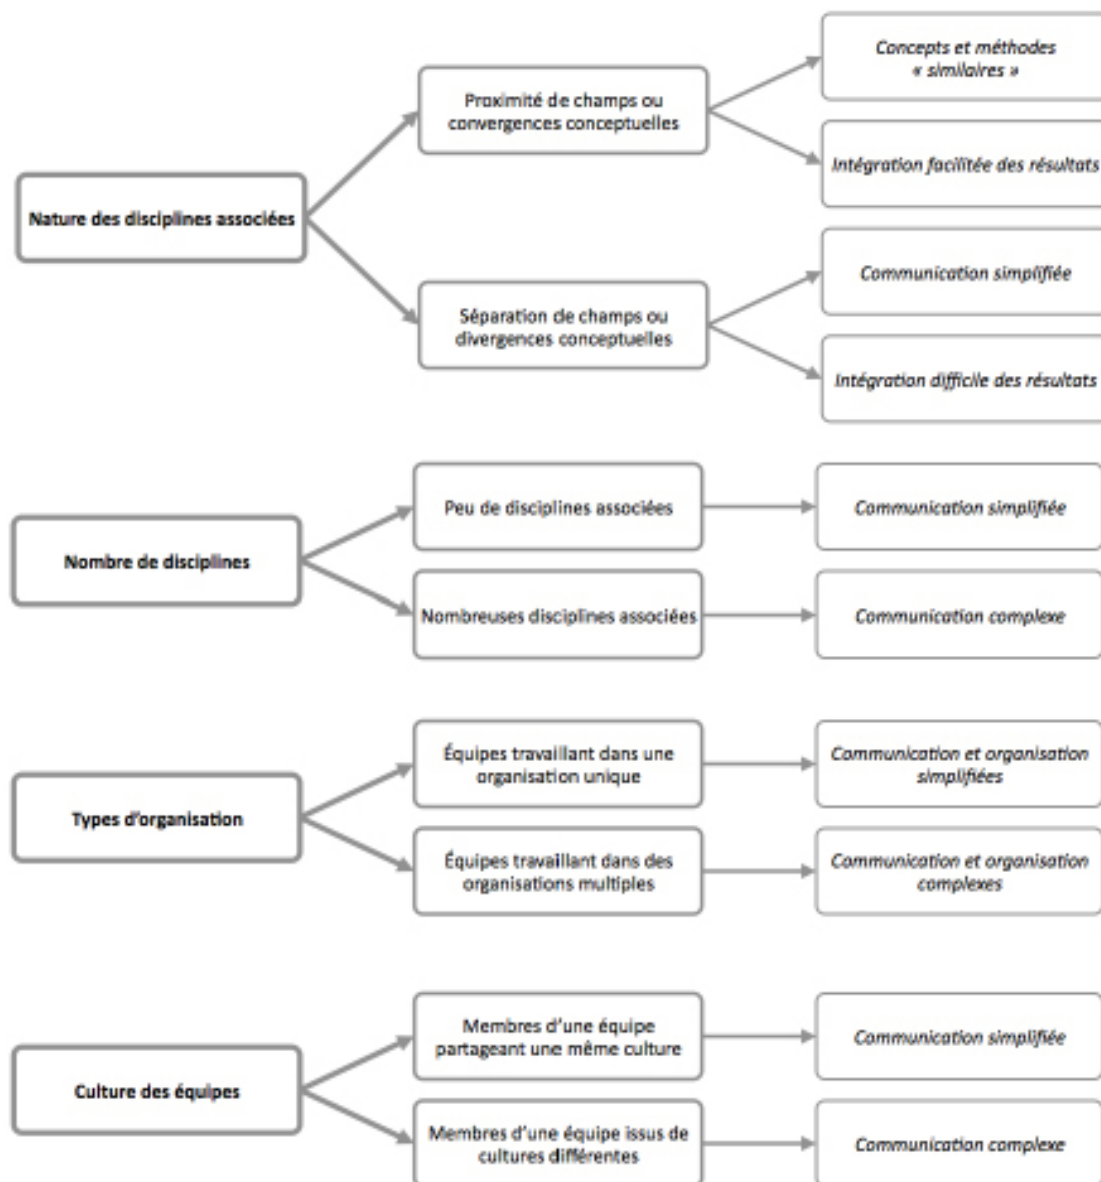 Concepts et méthodes
« similaires »
Proximité de champs ou
convergences conceptuelles
Intégration facilitée des résultats
Nature des disciplines associées
Communication simplifiée
Séparation de champs ou
divergences conceptuelles
Intégration difficile des résultats
Peu de disciplines associées
Communication simplifiée
Nombre de disciplines
Nombreuses disciplines associées
Communication complexe
Équipes travaillant dans une
organisation unique
Communication et organisation
simplifiées
Types d'organisation
Équipes travaillant dans des
organisations multiples
Communication et organisation
complexes
Membres d'une équipe
partageant une même culture
Communication simplifiée
Culture des équipes
Membres d'une équipe issus de
cultures différentes
Communication complexe